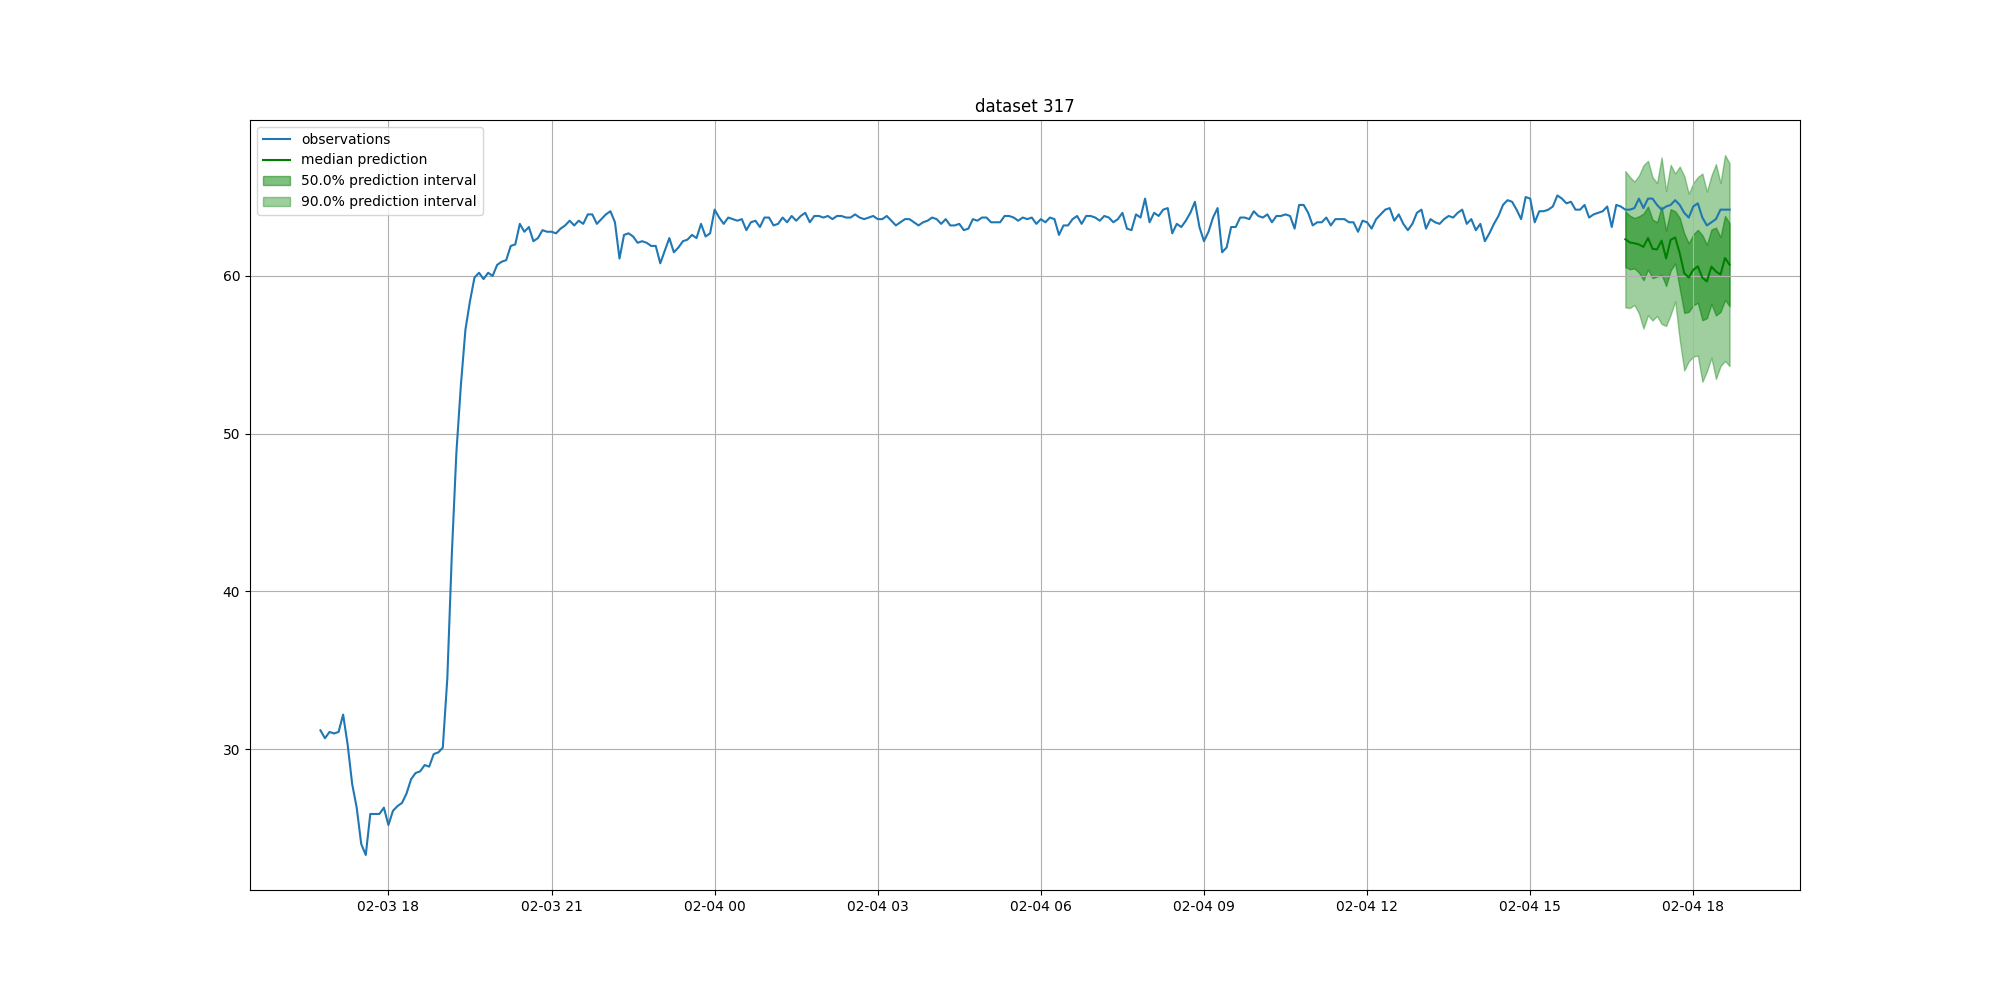 dataset 317
observations
median prediction
50.0% prediction interval
90.0% prediction interval
60
50
40
30
02-03 18
02-03 21
02-04 00
02-04 03
02-04 06
02-04 09
02-04 12
02-04 15
02-04 18